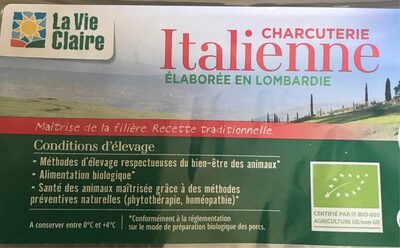 La Vie
Claire
CHARCUTERIE
Italienne
ÉLABORÉE EN LOMBARDIE
Maîtrise de la filière. Recette traditionnelle.
Conditions d'élevage
• Méthodes d'élevage respectueuses du bien-être des animaux*
• Alimentation biologique*
• Santé des animaux maîtrisée grâce à des méthodes
préventives naturelles (phytothérapie, homéopathie)*
A conserver entre 0°C et +4°C
*Conformément à la réglementation
sur le mode de préparation biologique des porcs.
CERTIFIÉ PAR IT-BIO-005
AGRICULTURE UE/non-UE